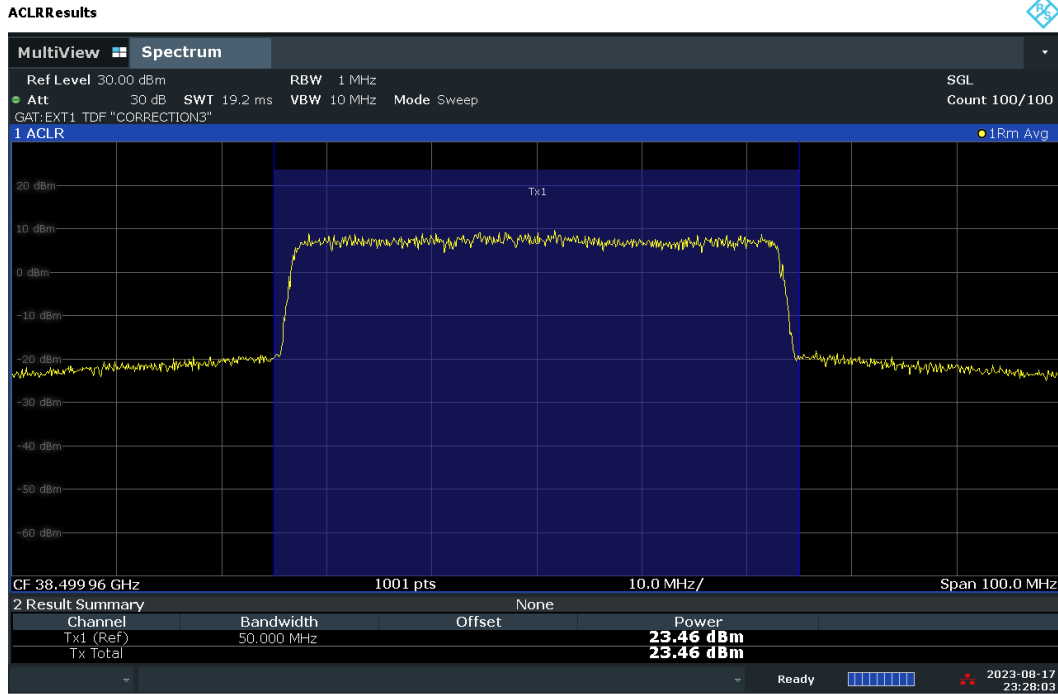 ACLRResults
R&S
MultiView Spectrum
Ref Level 30.00 dBm RBW 1 MHz SGL
Att 30 dB SWT 19.2 ms VBW 10 MHz Mode Sweep Count 100/100
GAT:EXT1 TDF "CORRECTION3"
1 ACLR 1Rm Avg
Tx1
20 dBm
10 dBm
0 dBm
-10 dBm
-20 dBm
-30 dBm
-40 dBm
-50 dBm
-60 dBm
CF 38.49996 GHz 1001 pts 10.0 MHz/ Span 100.0 MHz
2 Result Summary None
Channel Bandwidth Offset Power
Tx1 (Ref) 50.000 MHz 23.46 dBm
Tx Total 23.46 dBm
Ready 2023-08-17
23:28:03